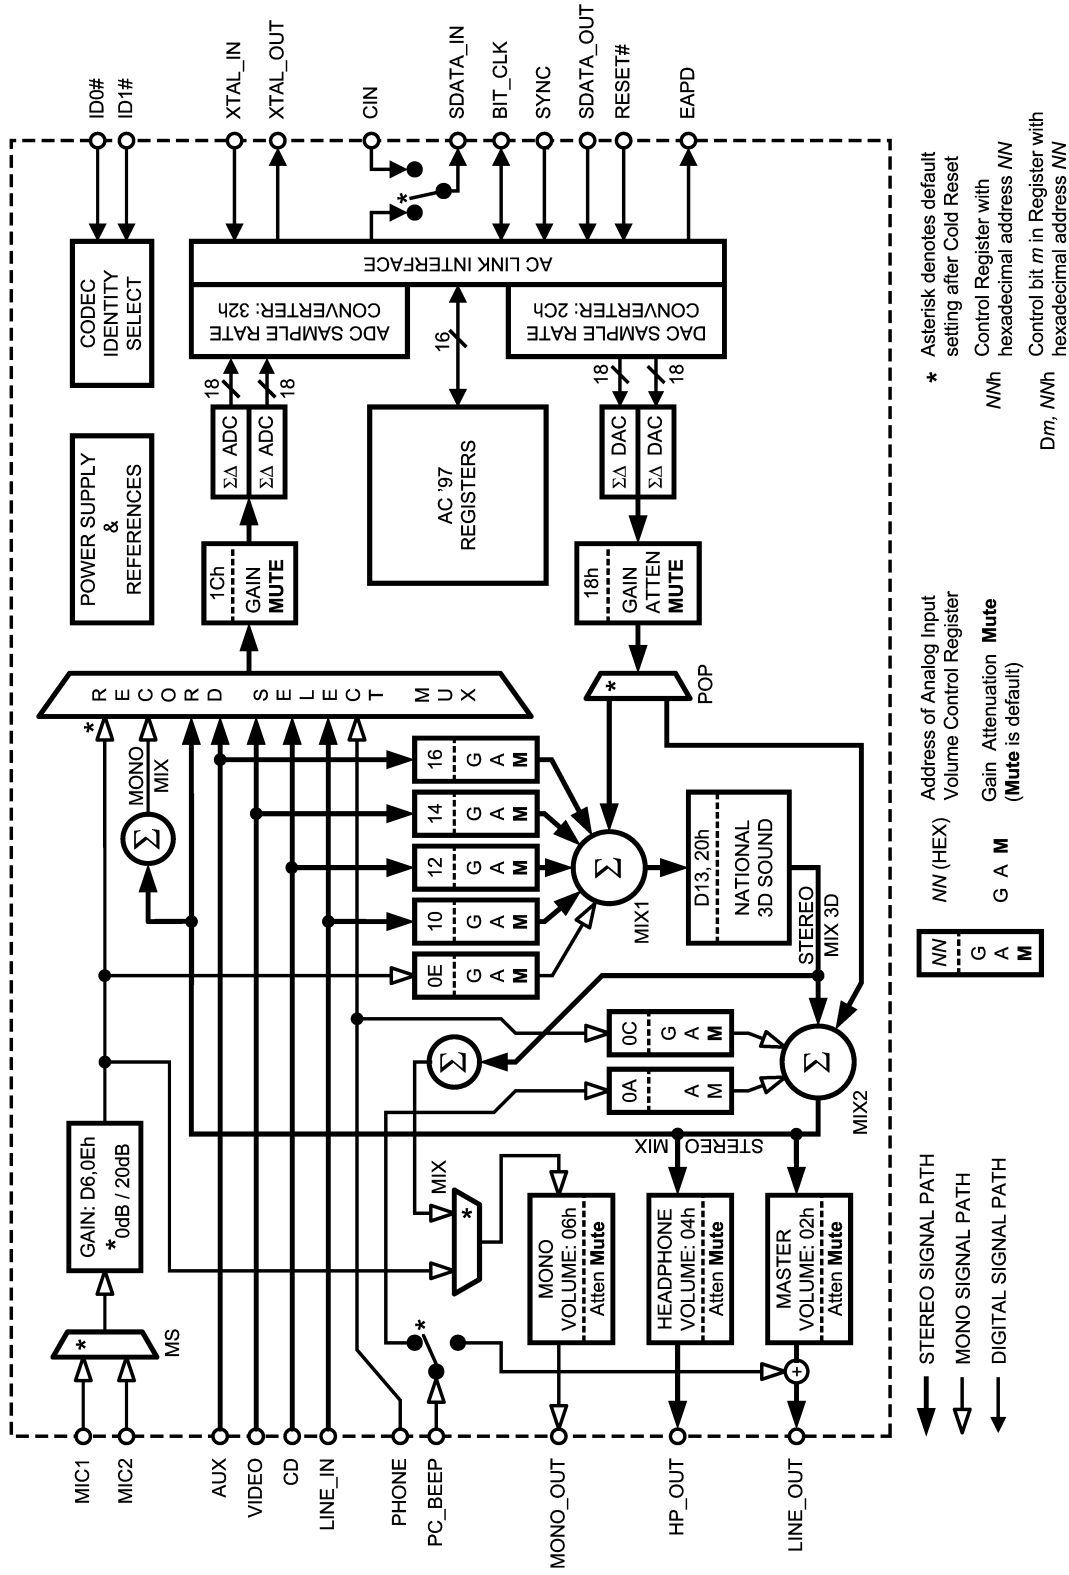 MIC1
MIC2
AUX
VIDEO
CD
LINE_IN
PHONE
PC_BEEP
MONO_OUT
HP_OUT
LINE_OUT
*
MS
GAIN: D6,0Eh
* 0dB / 20dB
MIX
*
*
MONO
VOLUME: 06h
Atten Mute
HEADPHONE
VOLUME: 04h
Atten Mute
MASTER
VOLUME: 02h
Atten Mute
+
STEREO
MIX
MIX2
Σ
Σ
0A
A
M
0C
G
A
M
0E
G
A
M
10
G
A
M
12
G
A
M
14
G
A
M
16
G
A
M
Σ
MIX1
D13, 20h
NATIONAL
3D SOUND
STEREO
MIX 3D
Σ
MONO
MIX
*
RECORD SELECT MUX
*
POP
1Ch
GAIN
MUTE
18h
GAIN
ATTEN
MUTE
POWER SUPPLY
&
REFERENCES
ΣΔ ADC
ΣΔ ADC
18
18
AC '97
REGISTERS
16
ΣΔ DAC
ΣΔ DAC
18
18
CODEC
IDENTITY
SELECT
ADC SAMPLE RATE
CONVERTER: 32h
DAC SAMPLE RATE
CONVERTER: 2Ch
AC LINK INTERFACE
*
ID0#
ID1#
XTAL_IN
XTAL_OUT
CIN
SDATA_IN
BIT_CLK
SYNC
SDATA_OUT
RESET#
EAPD
STEREO SIGNAL PATH
MONO SIGNAL PATH
DIGITAL SIGNAL PATH
NN
G
A
M
NN (HEX)
Address of Analog Input
Volume Control Register
G A M
Gain Attenuation Mute
(Mute is default)
*
Asterisk denotes default
setting after Cold Reset
NNh
Control Register with
hexadecimal address NN
Dm, NNh
Control bit m in Register with
hexadecimal address NN